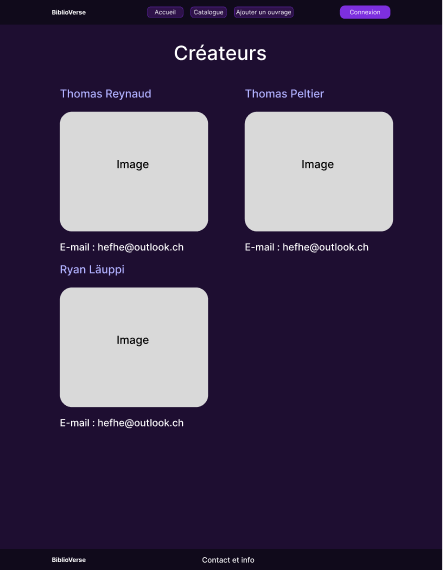 BiblioVerse
Accueil
Catalogue
Ajouter un ouvrage
Connexion
Créateurs
Thomas Reynaud
Thomas Peltier
Image
Image
E-mail : hefhe@outlook.ch
E-mail : hefhe@outlook.ch
Ryan Läuppi
Image
E-mail : hefhe@outlook.ch
BiblioVerse
Contact et info